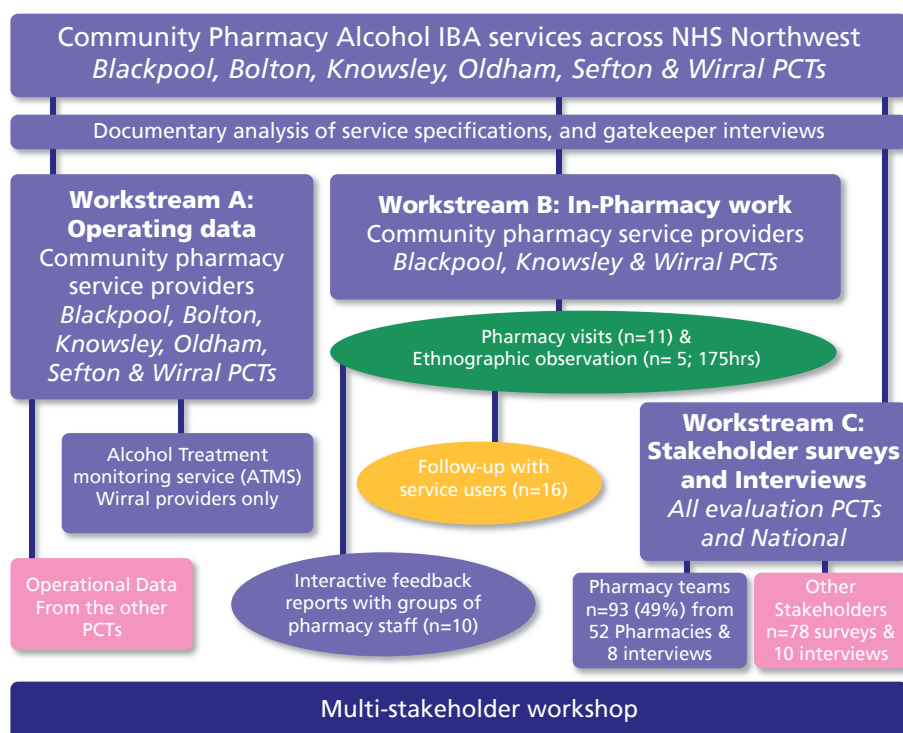 Community Pharmacy Alcohol IBA services across NHS Northwest
Blackpool, Bolton, Knowsley, Oldham, Sefton & Wirral PCTs
Documentary analysis of service specifications, and gatekeeper interviews
Workstream A:
Operating data
Community pharmacy
service providers
Blackpool, Bolton,
Knowsley, Oldham,
Sefton & Wirral PCTs
Workstream B: In-Pharmacy work
Community pharmacy service providers
Blackpool, Knowsley & Wirral PCTs
Pharmacy visits (n=11) &
Ethnographic observation (n= 5; 175hrs)
Workstream C:
Stakeholder surveys
and Interviews
All evaluation PCTs
and National
Alcohol Treatment
monitoring service (ATMS)
Wirral providers only
Follow-up with
service users (n=16)
Operational Data
From the other
PCTs
Interactive feedback
reports with groups of
pharmacy staff (n=10)
Pharmacy teams
n=93 (49%) from
52 Pharmacies &
8 interviews
Other
Stakeholders
n=78 surveys &
10 interviews
Multi-stakeholder workshop